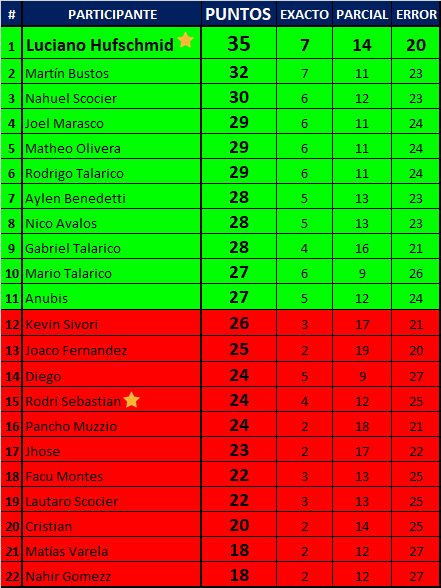 # PARTICIPANTE PUNTOS EXACTO PARCIAL ERROR
1 Luciano Hufschmid 35 7 14 20
2 Martín Bustos 32 7 11 23
3 Nahuel Scocier 30 6 12 23
4 Joel Marasco 29 6 11 24
5 Matheo Olivera 29 6 11 24
6 Rodrigo Talarico 29 6 11 24
7 Aylen Benedetti 28 5 13 23
8 Nico Avalos 28 5 13 23
9 Gabriel Talarico 28 4 16 21
10 Mario Talarico 27 6 9 26
11 Anubis 27 5 12 24
12 Kevin Sivori 26 3 17 21
13 Joaco Fernandez 25 2 19 20
14 Diego 24 5 9 27
15 Rodri Sebastian 24 4 12 25
16 Pancho Muzzio 24 2 18 21
17 Jhose 23 2 17 22
18 Facu Montes 22 3 13 25
19 Lautaro Scocier 22 3 13 25
20 Cristian 20 2 14 25
21 Matías Varela 18 2 12 27
22 Nahir Gomezz 18 2 12 27